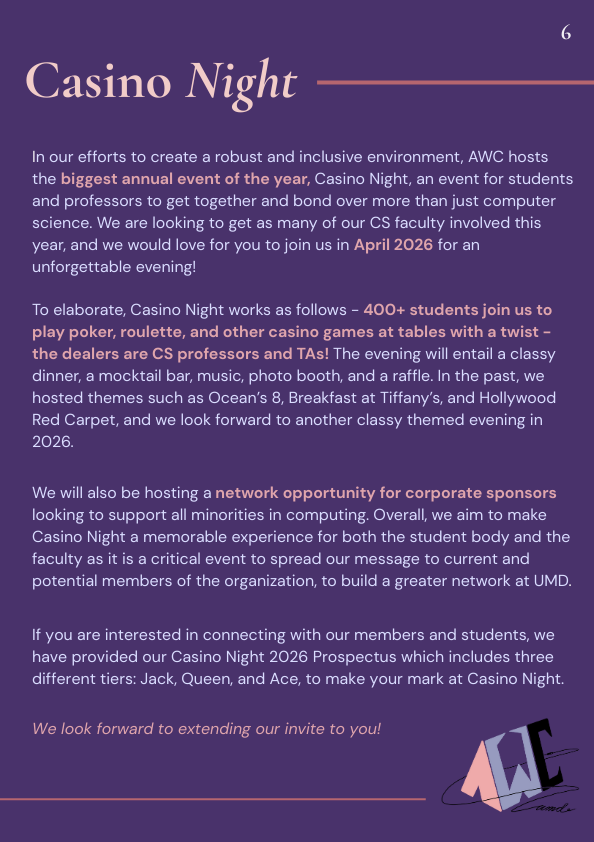 6
Casino Night
In our efforts to create a robust and inclusive environment, AWC hosts
the biggest annual event of the year, Casino Night, an event for students
and professors to get together and bond over more than just computer
science. We are looking to get as many of our CS faculty involved this
year, and we would love for you to join us in April 2026 for an
unforgettable evening!
To elaborate, Casino Night works as follows - 400+ students join us to
play poker, roulette, and other casino games at tables with a twist -
the dealers are CS professors and TAs! The evening will entail a classy
dinner, a mocktail bar, music, photo booth, and a raffle. In the past, we
hosted themes such as Ocean’s 8, Breakfast at Tiffany’s, and Hollywood
Red Carpet, and we look forward to another classy themed evening in
2026.
We will also be hosting a network opportunity for corporate sponsors
looking to support all minorities in computing. Overall, we aim to make
Casino Night a memorable experience for both the student body and the
faculty as it is a critical event to spread our message to current and
potential members of the organization, to build a greater network at UMD.
If you are interested in connecting with our members and students, we
have provided our Casino Night 2026 Prospectus which includes three
different tiers: Jack, Queen, and Ace, to make your mark at Casino Night.
We look forward to extending our invite to you!
AWC
umd